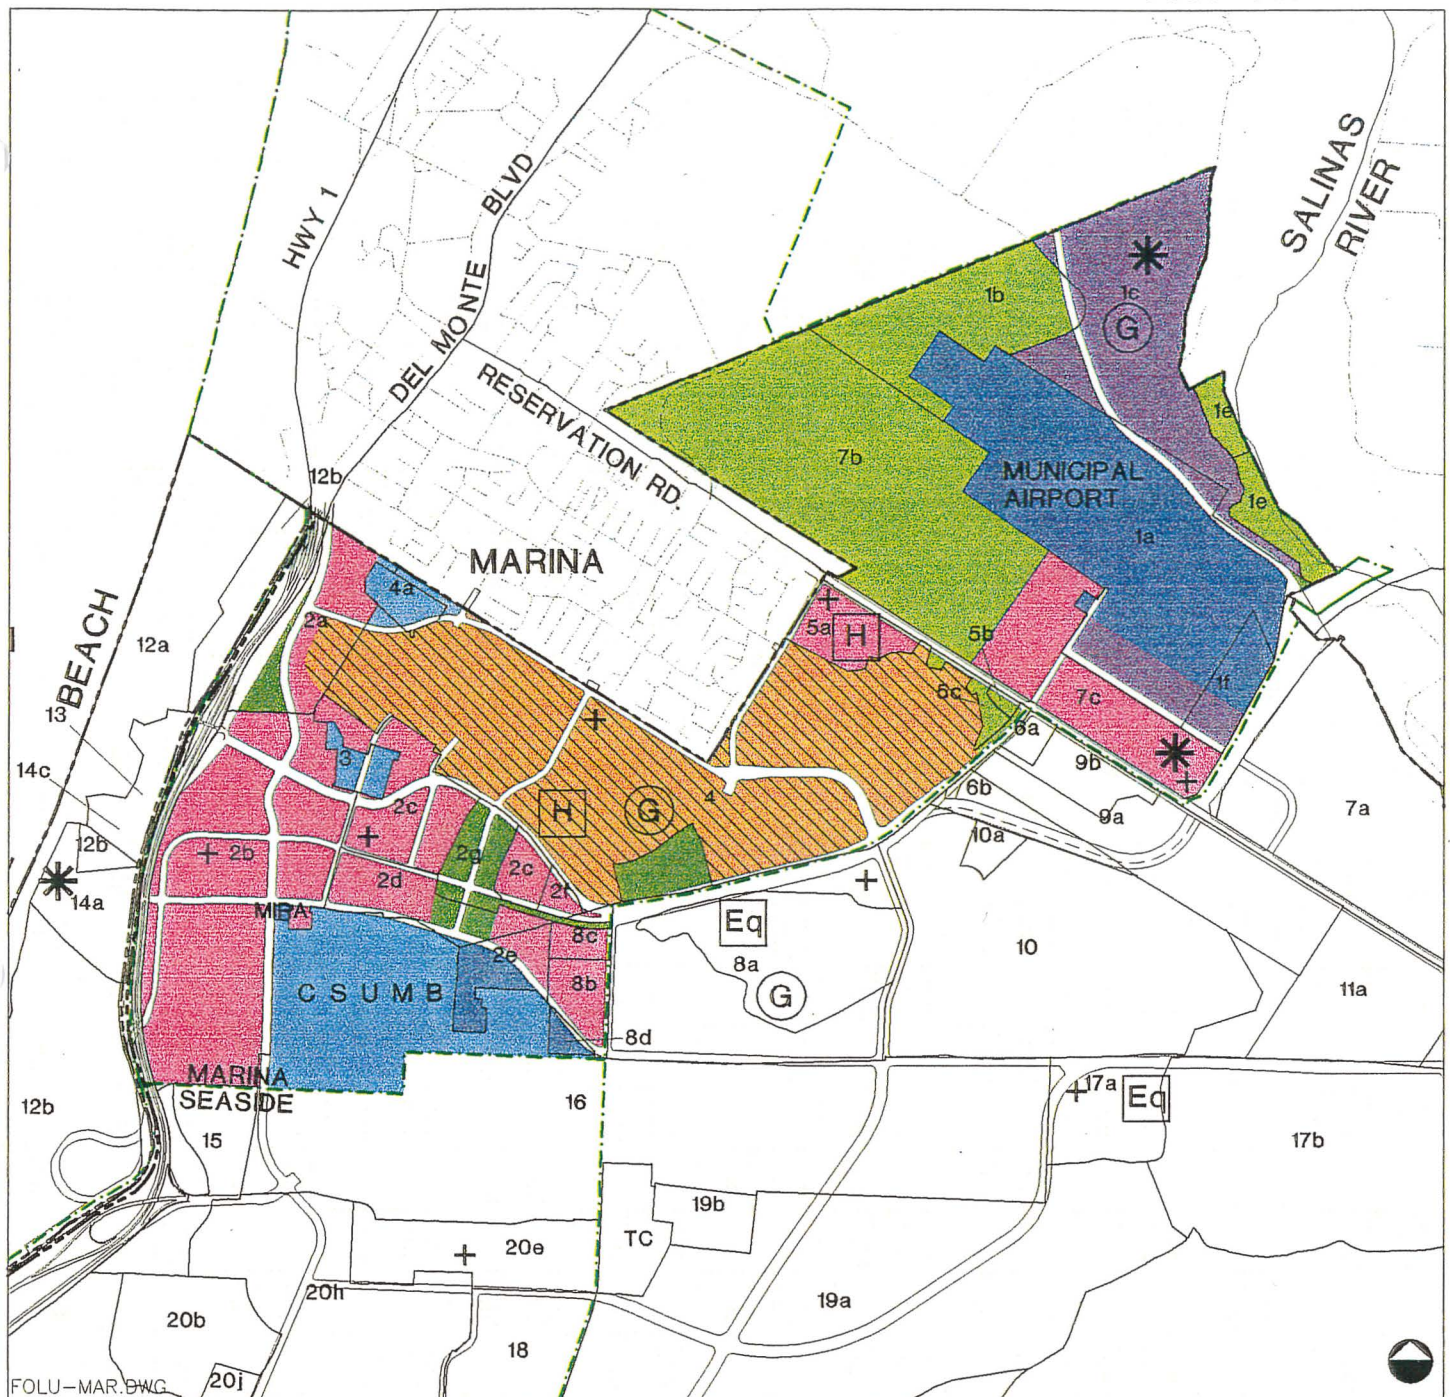 SALINAS
RIVER
HWY 1
DEL MONTE BLVD
RESERVATION RD.
1b
1c
G
1e
1e
7b
MUNICIPAL
AIRPORT
1a
12b
MARINA
4a
BEACH
12a
2a
5a
H
5b
1f
6c
7c
13
6a
9b
14c
3
4
6b
7a
2c
H
G
9a
12b
2b
2g
2c
10a
2d
2f
14a
MIRA
Eq
8c
2e
8a
10
CSUMB
8b
G
11a
8d
MARINA
SEASIDE
12b
16
17a
Eq
15
17b
19b
TC
20e
20h
19a
20b
18
20j
FOLU-MAR.DWG